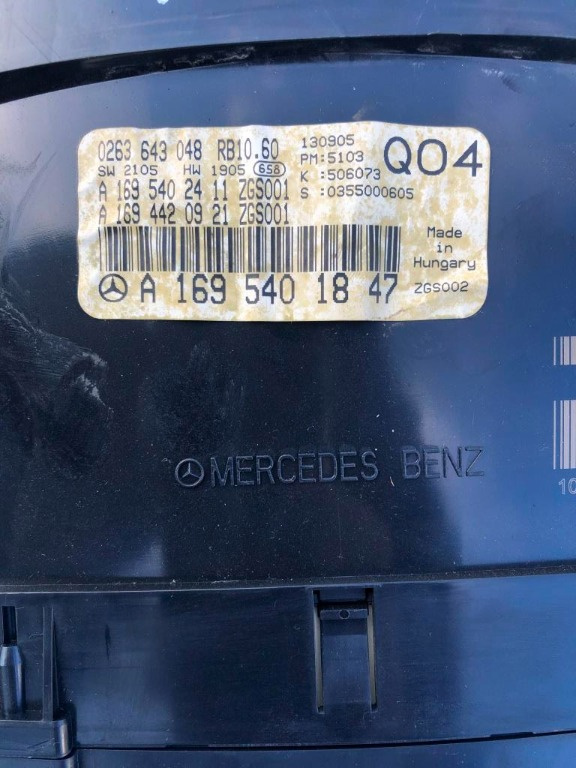 0263 643 048 RB10.60
SW 2105 HW 1905 658
A 169 540 24 11 ZGS001
A 169 442 09 21 ZGS001
130905
PM:5103
K :506073
S :0355000605
Q04
Made
in
Hungary
A 169 540 18 47
ZGS002
MERCEDES BENZ
10